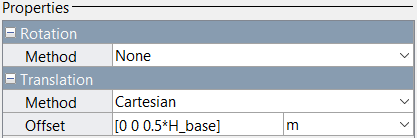 Properties
Rotation
Method None
Translation
Method Cartesian
Offset [0 0 0.5*H_base] m